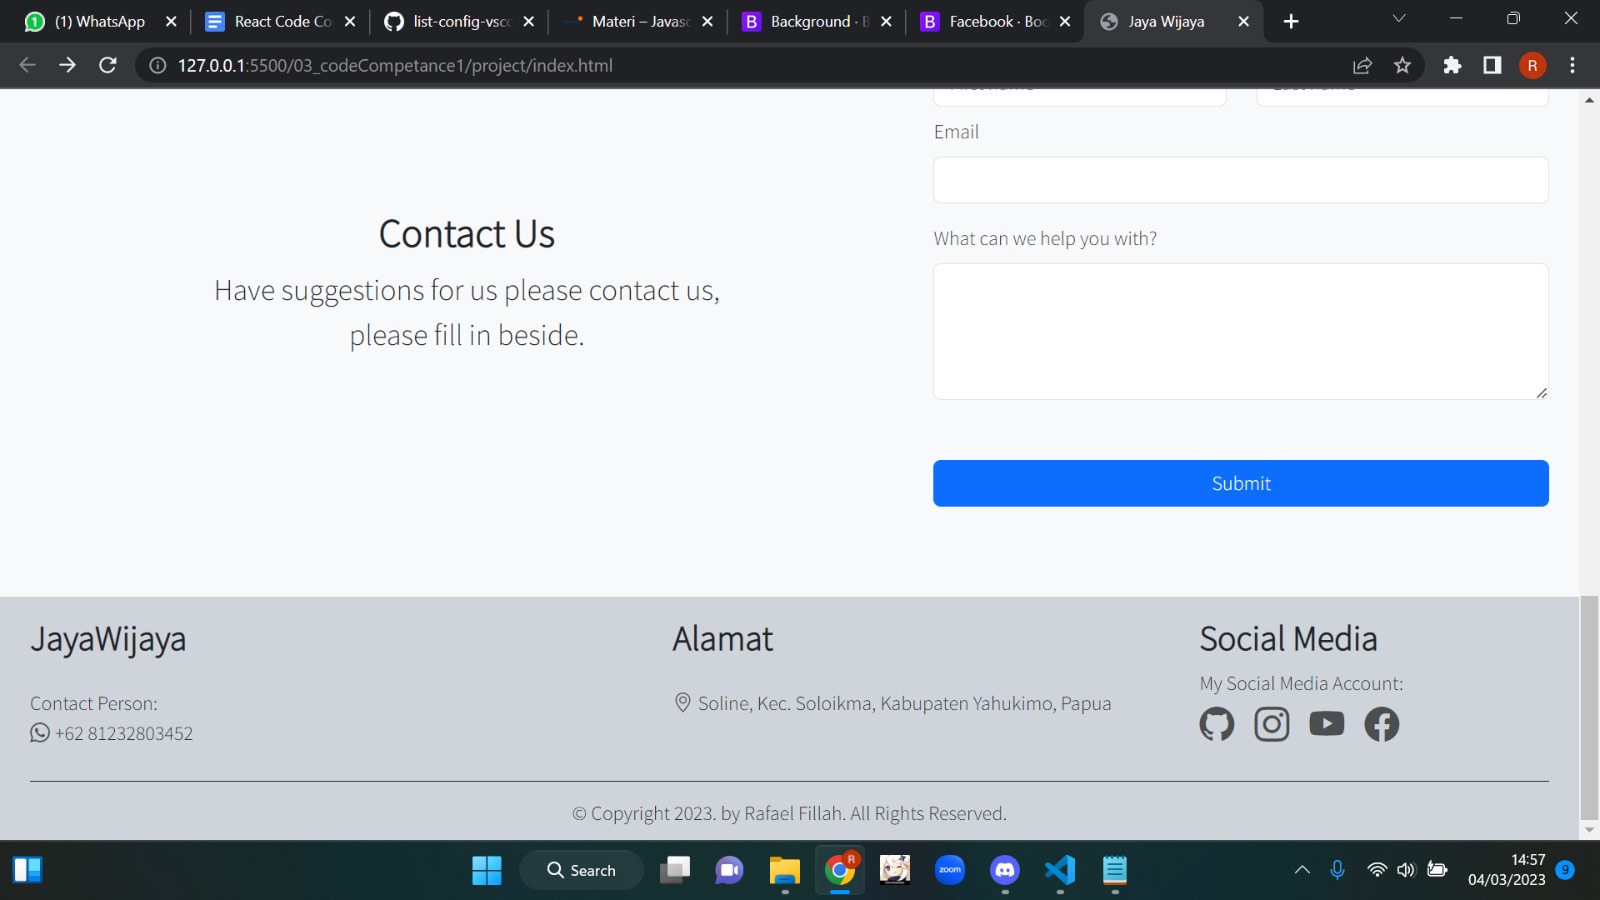 (1) WhatsApp
React Code Co
list-config-vsco
Materi – Javasc
Background · B
Facebook · Boo
Jaya Wijaya
127.0.0.1:5500/03_codeCompetance1/project/index.html
R
Email
Contact Us
Have suggestions for us please contact us,
please fill in beside.
What can we help you with?
Submit
JayaWijaya
Contact Person:
+62 81232803452
Alamat
Soline, Kec. Soloikma, Kabupaten Yahukimo, Papua
Social Media
My Social Media Account:
© Copyright 2023. by Rafael Fillah. All Rights Reserved.
Search
R
zoom
14:57
04/03/2023
9